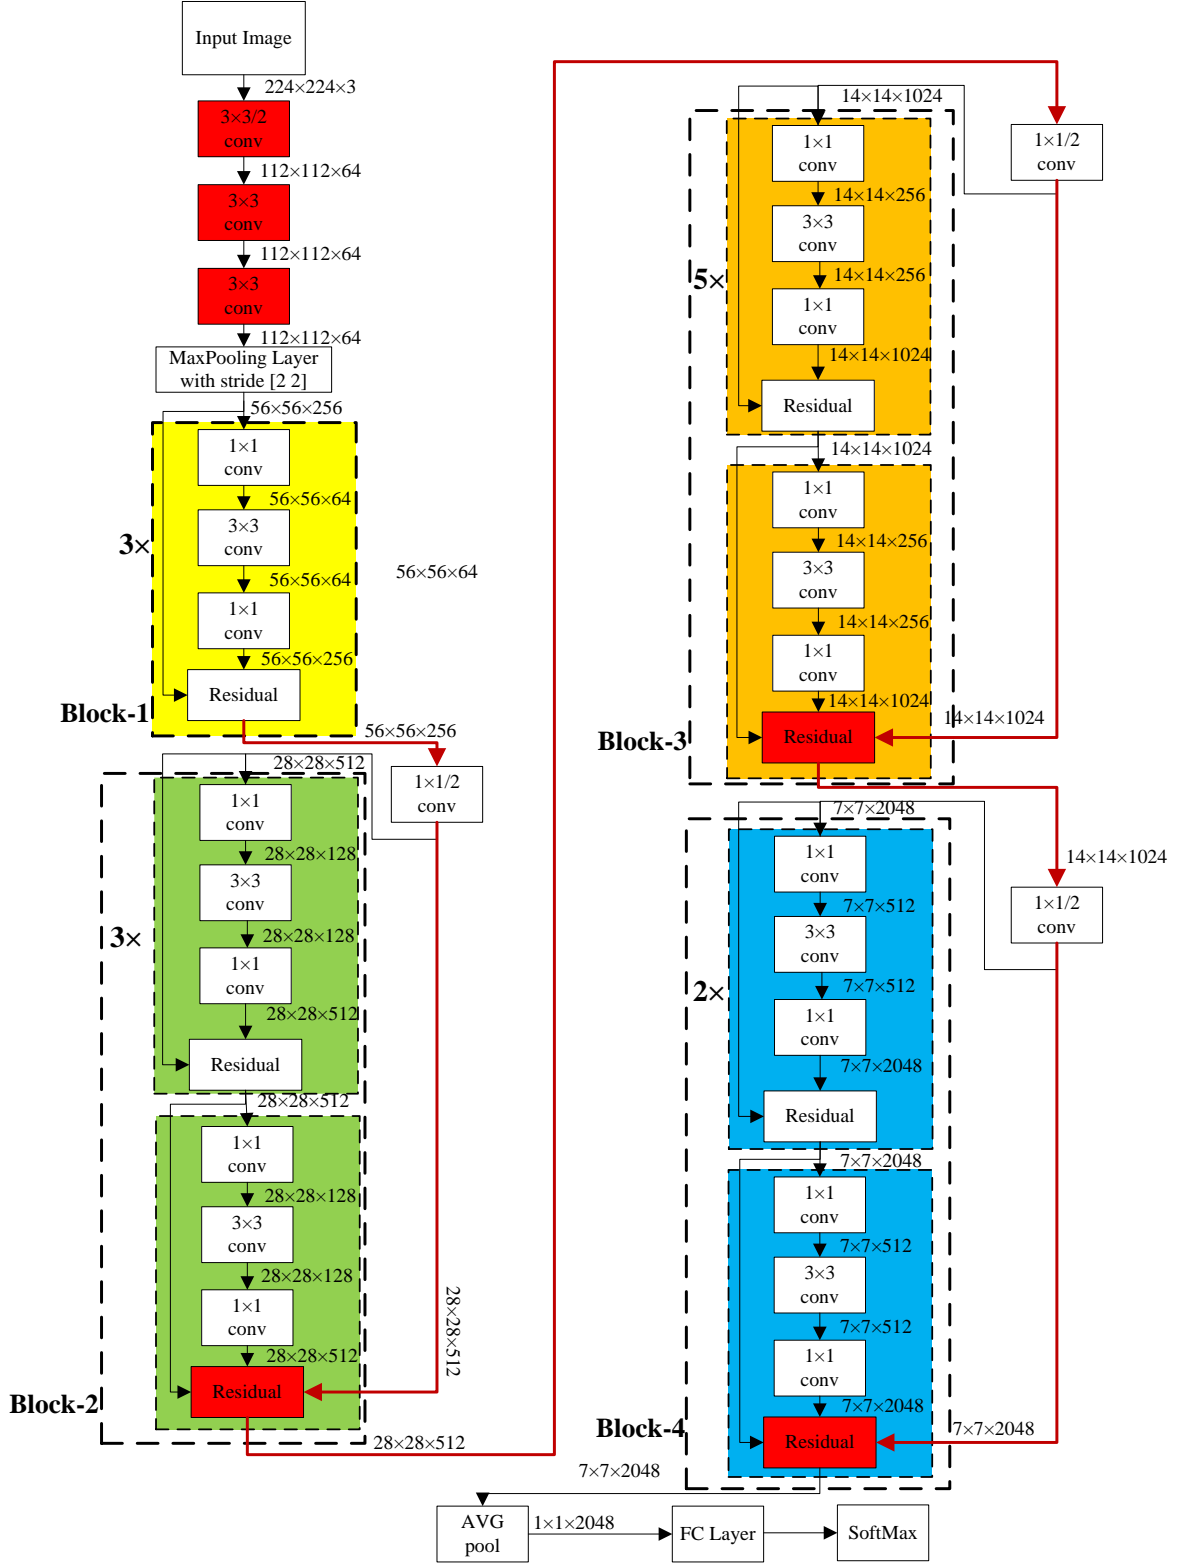 Input Image
224×224×3
3×3/2
conv
112×112×64
3×3
conv
112×112×64
3×3
conv
112×112×64
MaxPooling Layer
with stride [2 2]
56×56×256
1×1
conv
56×56×64
3×
3×3
conv
56×56×64
56×56×64
1×1
conv
56×56×256
Residual
Block-1
56×56×256
1×1/2
conv
28×28×512
1×1
conv
28×28×128
3×3
conv
3×
28×28×128
1×1
conv
28×28×512
Residual
28×28×512
1×1
conv
28×28×128
3×3
conv
28×28×128
1×1
conv
28×28×512
28×28×512
Residual
Block-2
28×28×512
14×14×1024
1×1/2
conv
1×1
conv
14×14×256
3×3
conv
5×
14×14×256
1×1
conv
14×14×1024
Residual
14×14×1024
1×1
conv
14×14×256
3×3
conv
14×14×256
1×1
conv
14×14×1024
14×14×1024
Residual
Block-3
7×7×2048
14×14×1024
1×1/2
conv
1×1
conv
7×7×512
3×3
conv
7×7×512
2×
1×1
conv
7×7×2048
Residual
7×7×2048
1×1
conv
7×7×512
3×3
conv
7×7×512
1×1
conv
7×7×2048
7×7×2048
Residual
Block-4
7×7×2048
AVG
pool
1×1×2048
FC Layer
SoftMax